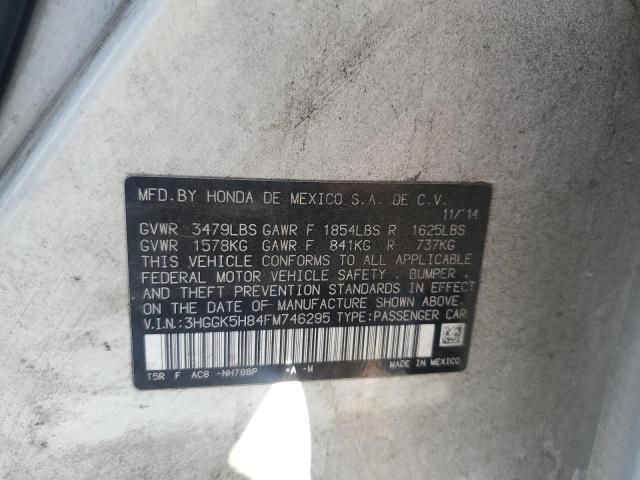 MFD.BY HONDA DE MEXICO S.A. DE C.V.
11/14
GVWR 3479LBS GAWR F 1854LBS R 1625LBS
GVWR 1578KG GAWR F 841KG R 737KG
THIS VEHICLE CONFORMS TO ALL APPLICABLE
FEDERAL MOTOR VEHICLE SAFETY , BUMPER ,
AND THEFT PREVENTION STANDARDS IN EFFECT
ON THE DATE OF MANUFACTURE SHOWN ABOVE.
V.I.N.:3HGGK5H84FM746295 TYPE:PASSENGER CAR
MADE IN MEXICO
T5R F AC8 -NH788P -A -M